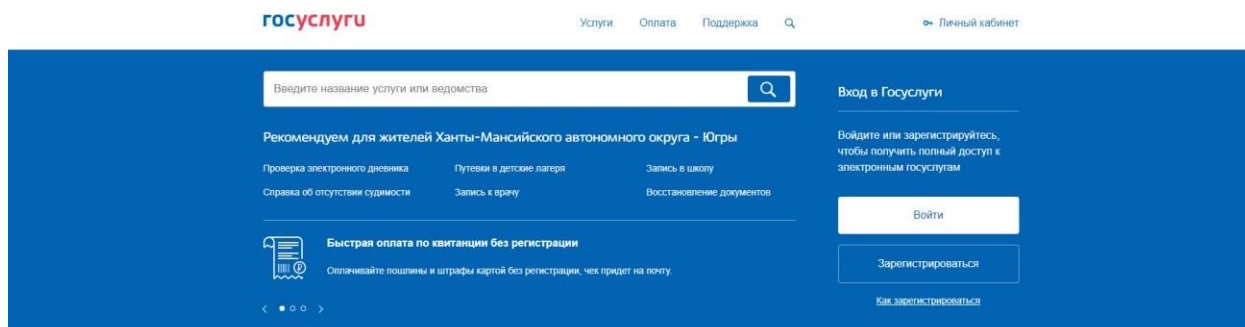 госуслуги
Услуги Оплата Поддержка Личный кабинет
Введите название услуги или ведомства
Рекомендуем для жителей Ханты-Мансийского автономного округа - Югры
Проверка электронного дневника Путевки в детские лагеря Запись в школу
Справка об отсутствии судимости Запись к врачу Восстановление документов
Быстрая оплата по квитанции без регистрации
Оплачивайте пошлины и штрафы картой без регистрации, чек придет на почту.
Вход в Госуслуги
Войдите или зарегистрируйтесь,
чтобы получить полный доступ к
электронным госуслугам
Войти
Зарегистрироваться
Как зарегистрироваться